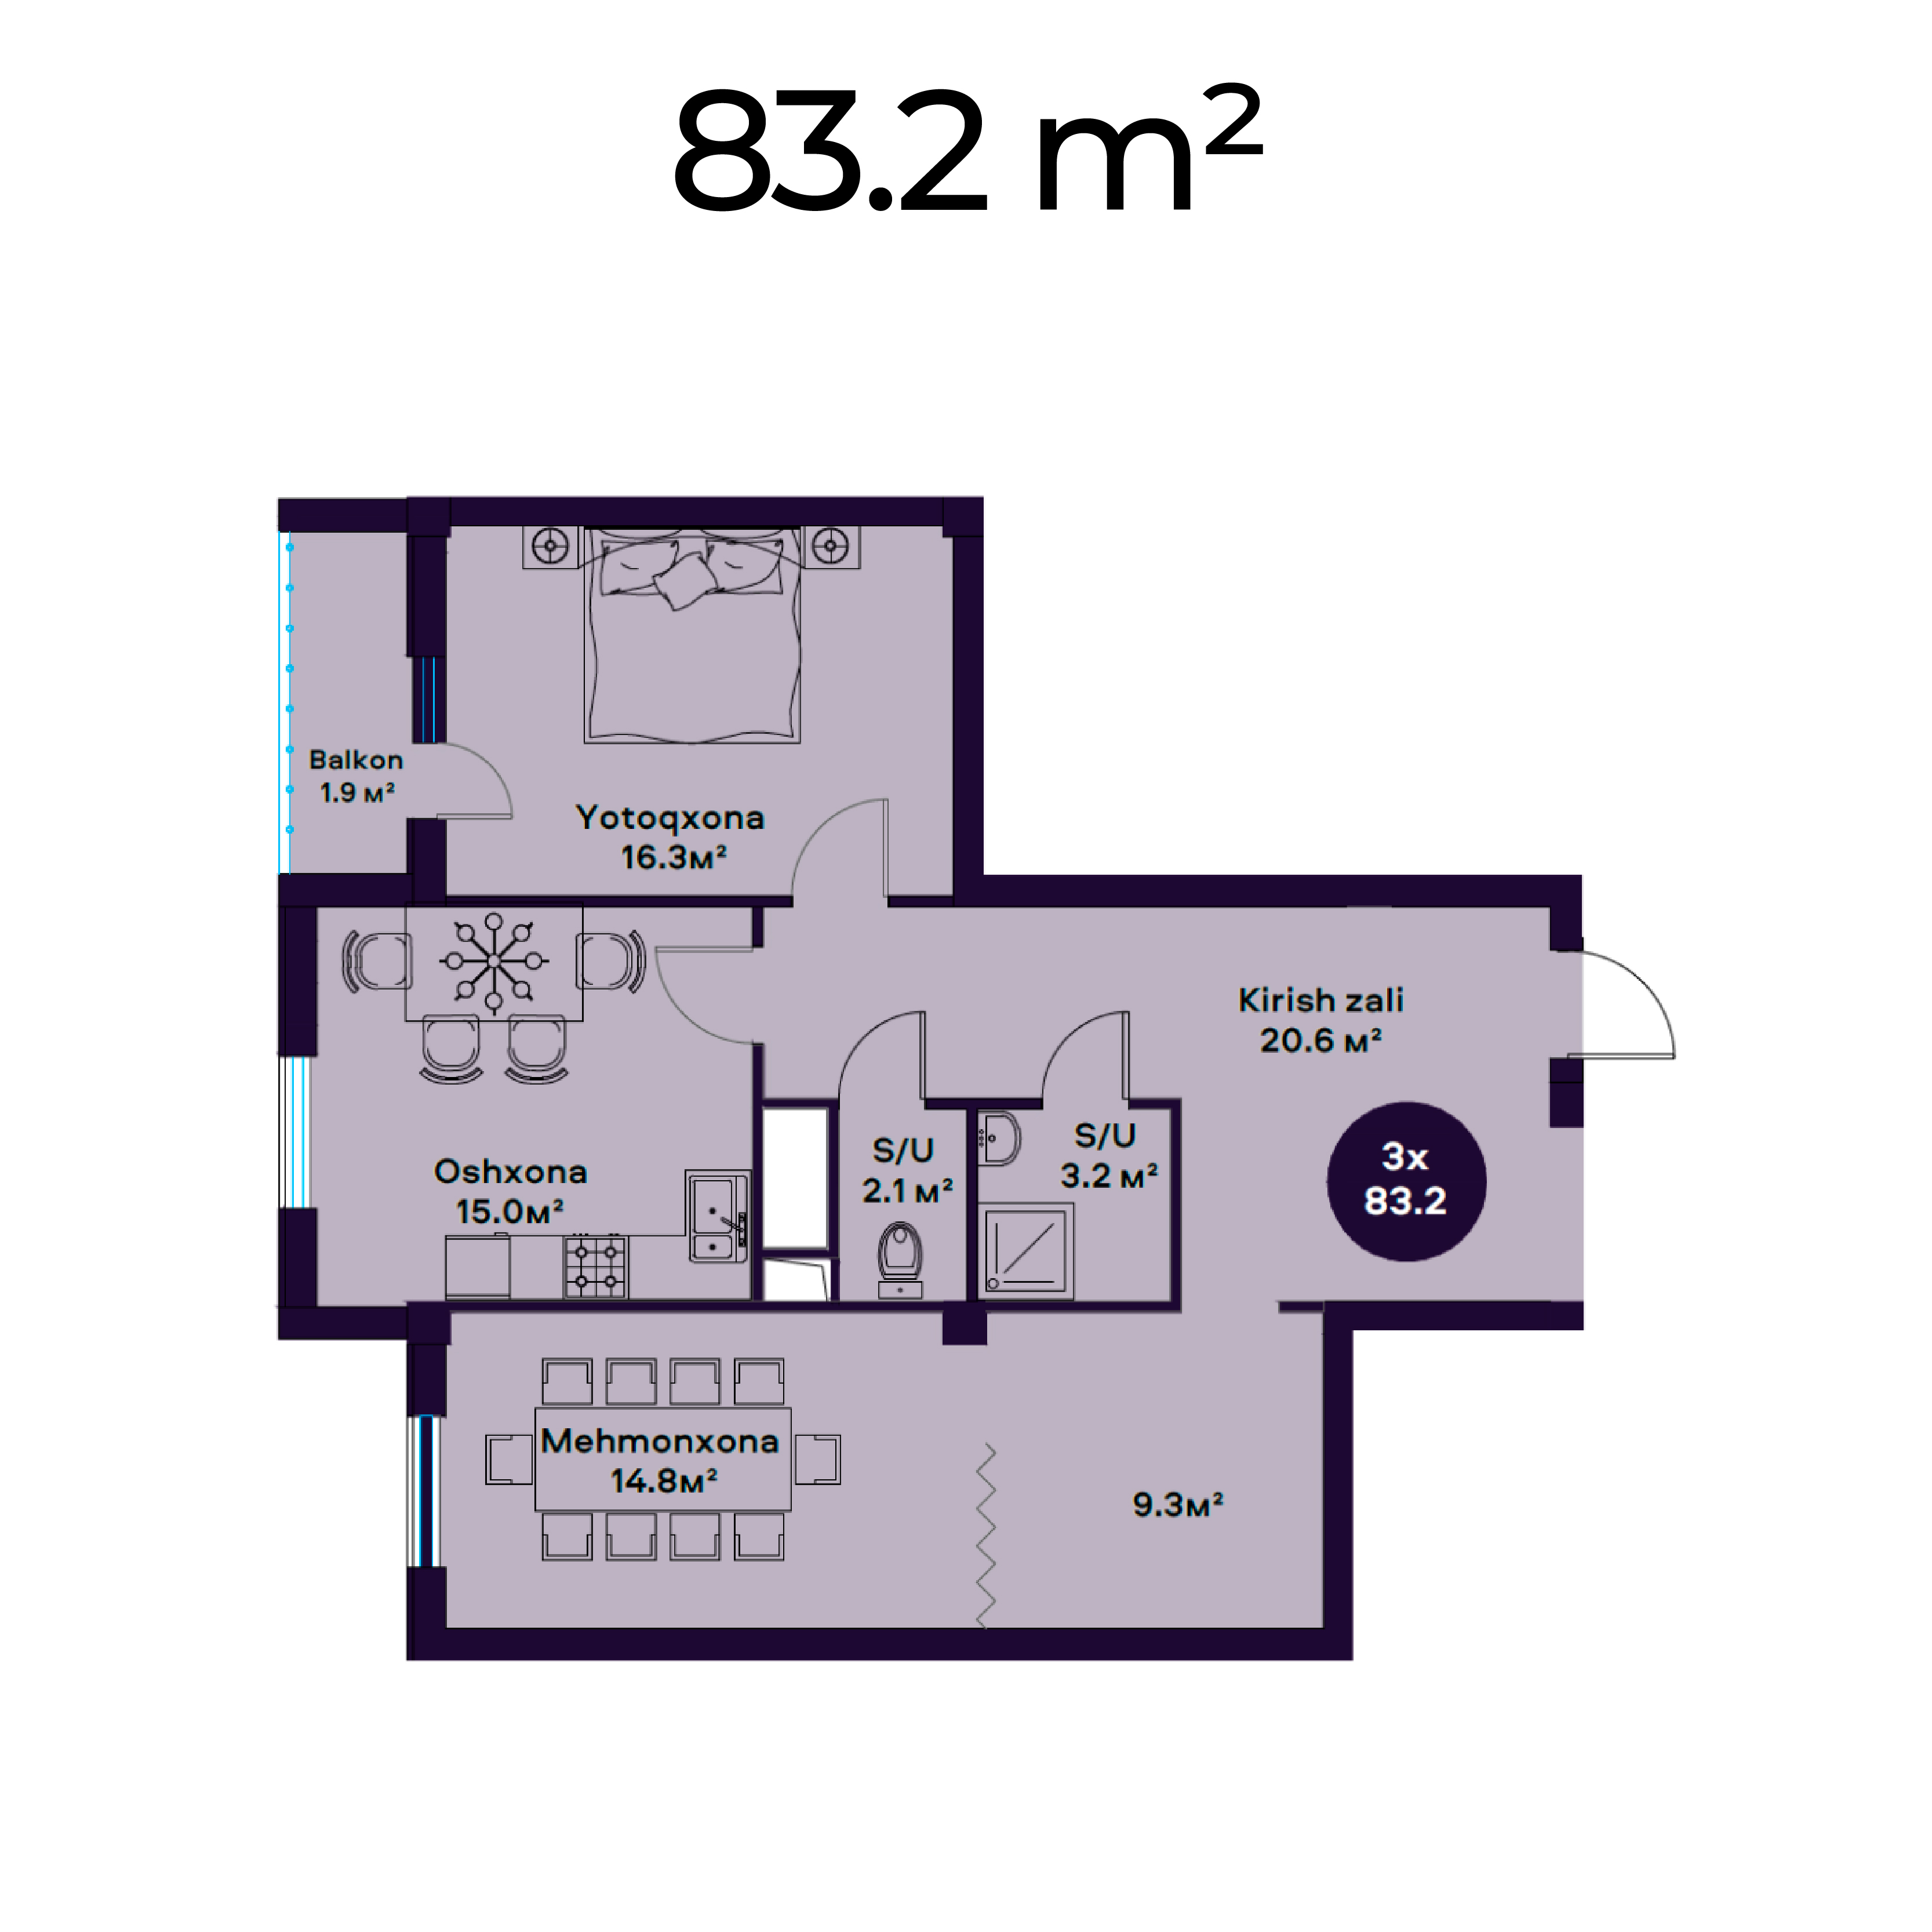 83.2 m²
Balkon
1.9 м²
Yotoqxona
16.3м²
Kirish zali
20.6 м²
3x
83.2
S/U
2.1 м²
S/U
3.2 м²
Oshxona
15.0м²
Mehmonxona
14.8м²
9.3м²